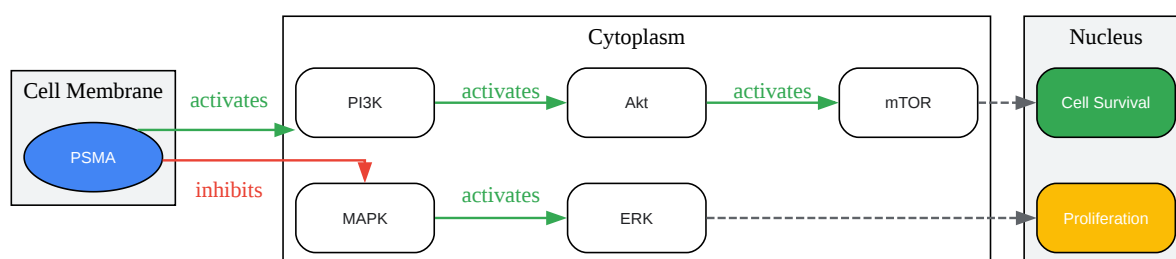 Cell Membrane
PSMA
activates
inhibits
Cytoplasm
PI3K
activates
Akt
activates
mTOR
MAPK
activates
ERK
Nucleus
Cell Survival
Proliferation